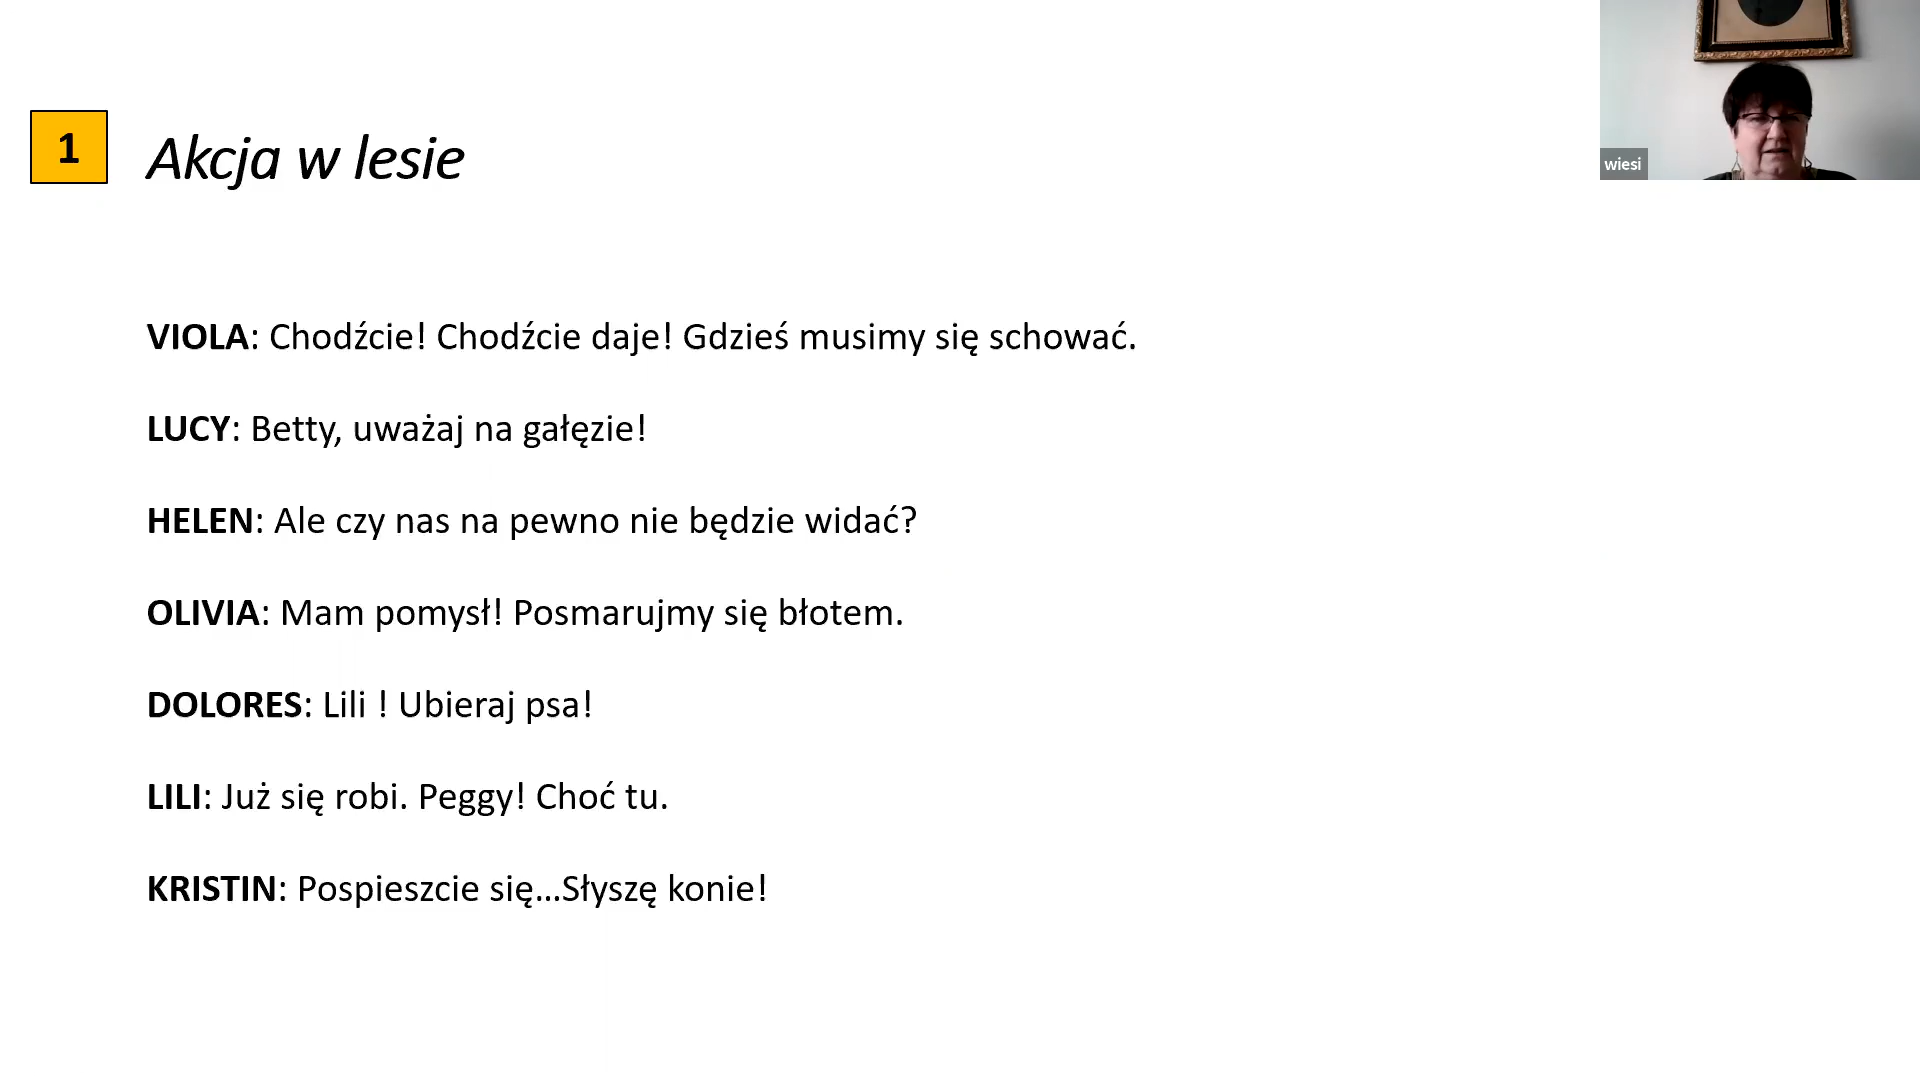 1
Akcja w lesie
wiesi
VIOLA: Chodźcie! Chodźcie daje! Gdzieś musimy się schować.
LUCY: Betty, uważaj na gałęzie!
HELEN: Ale czy nas na pewno nie będzie widać?
OLIVIA: Mam pomysł! Posmarujmy się błotem.
DOLORES: Lili ! Ubieraj psa!
LILI: Już się robi. Peggy! Choć tu.
KRISTIN: Pospieszcie się...Słyszę konie!